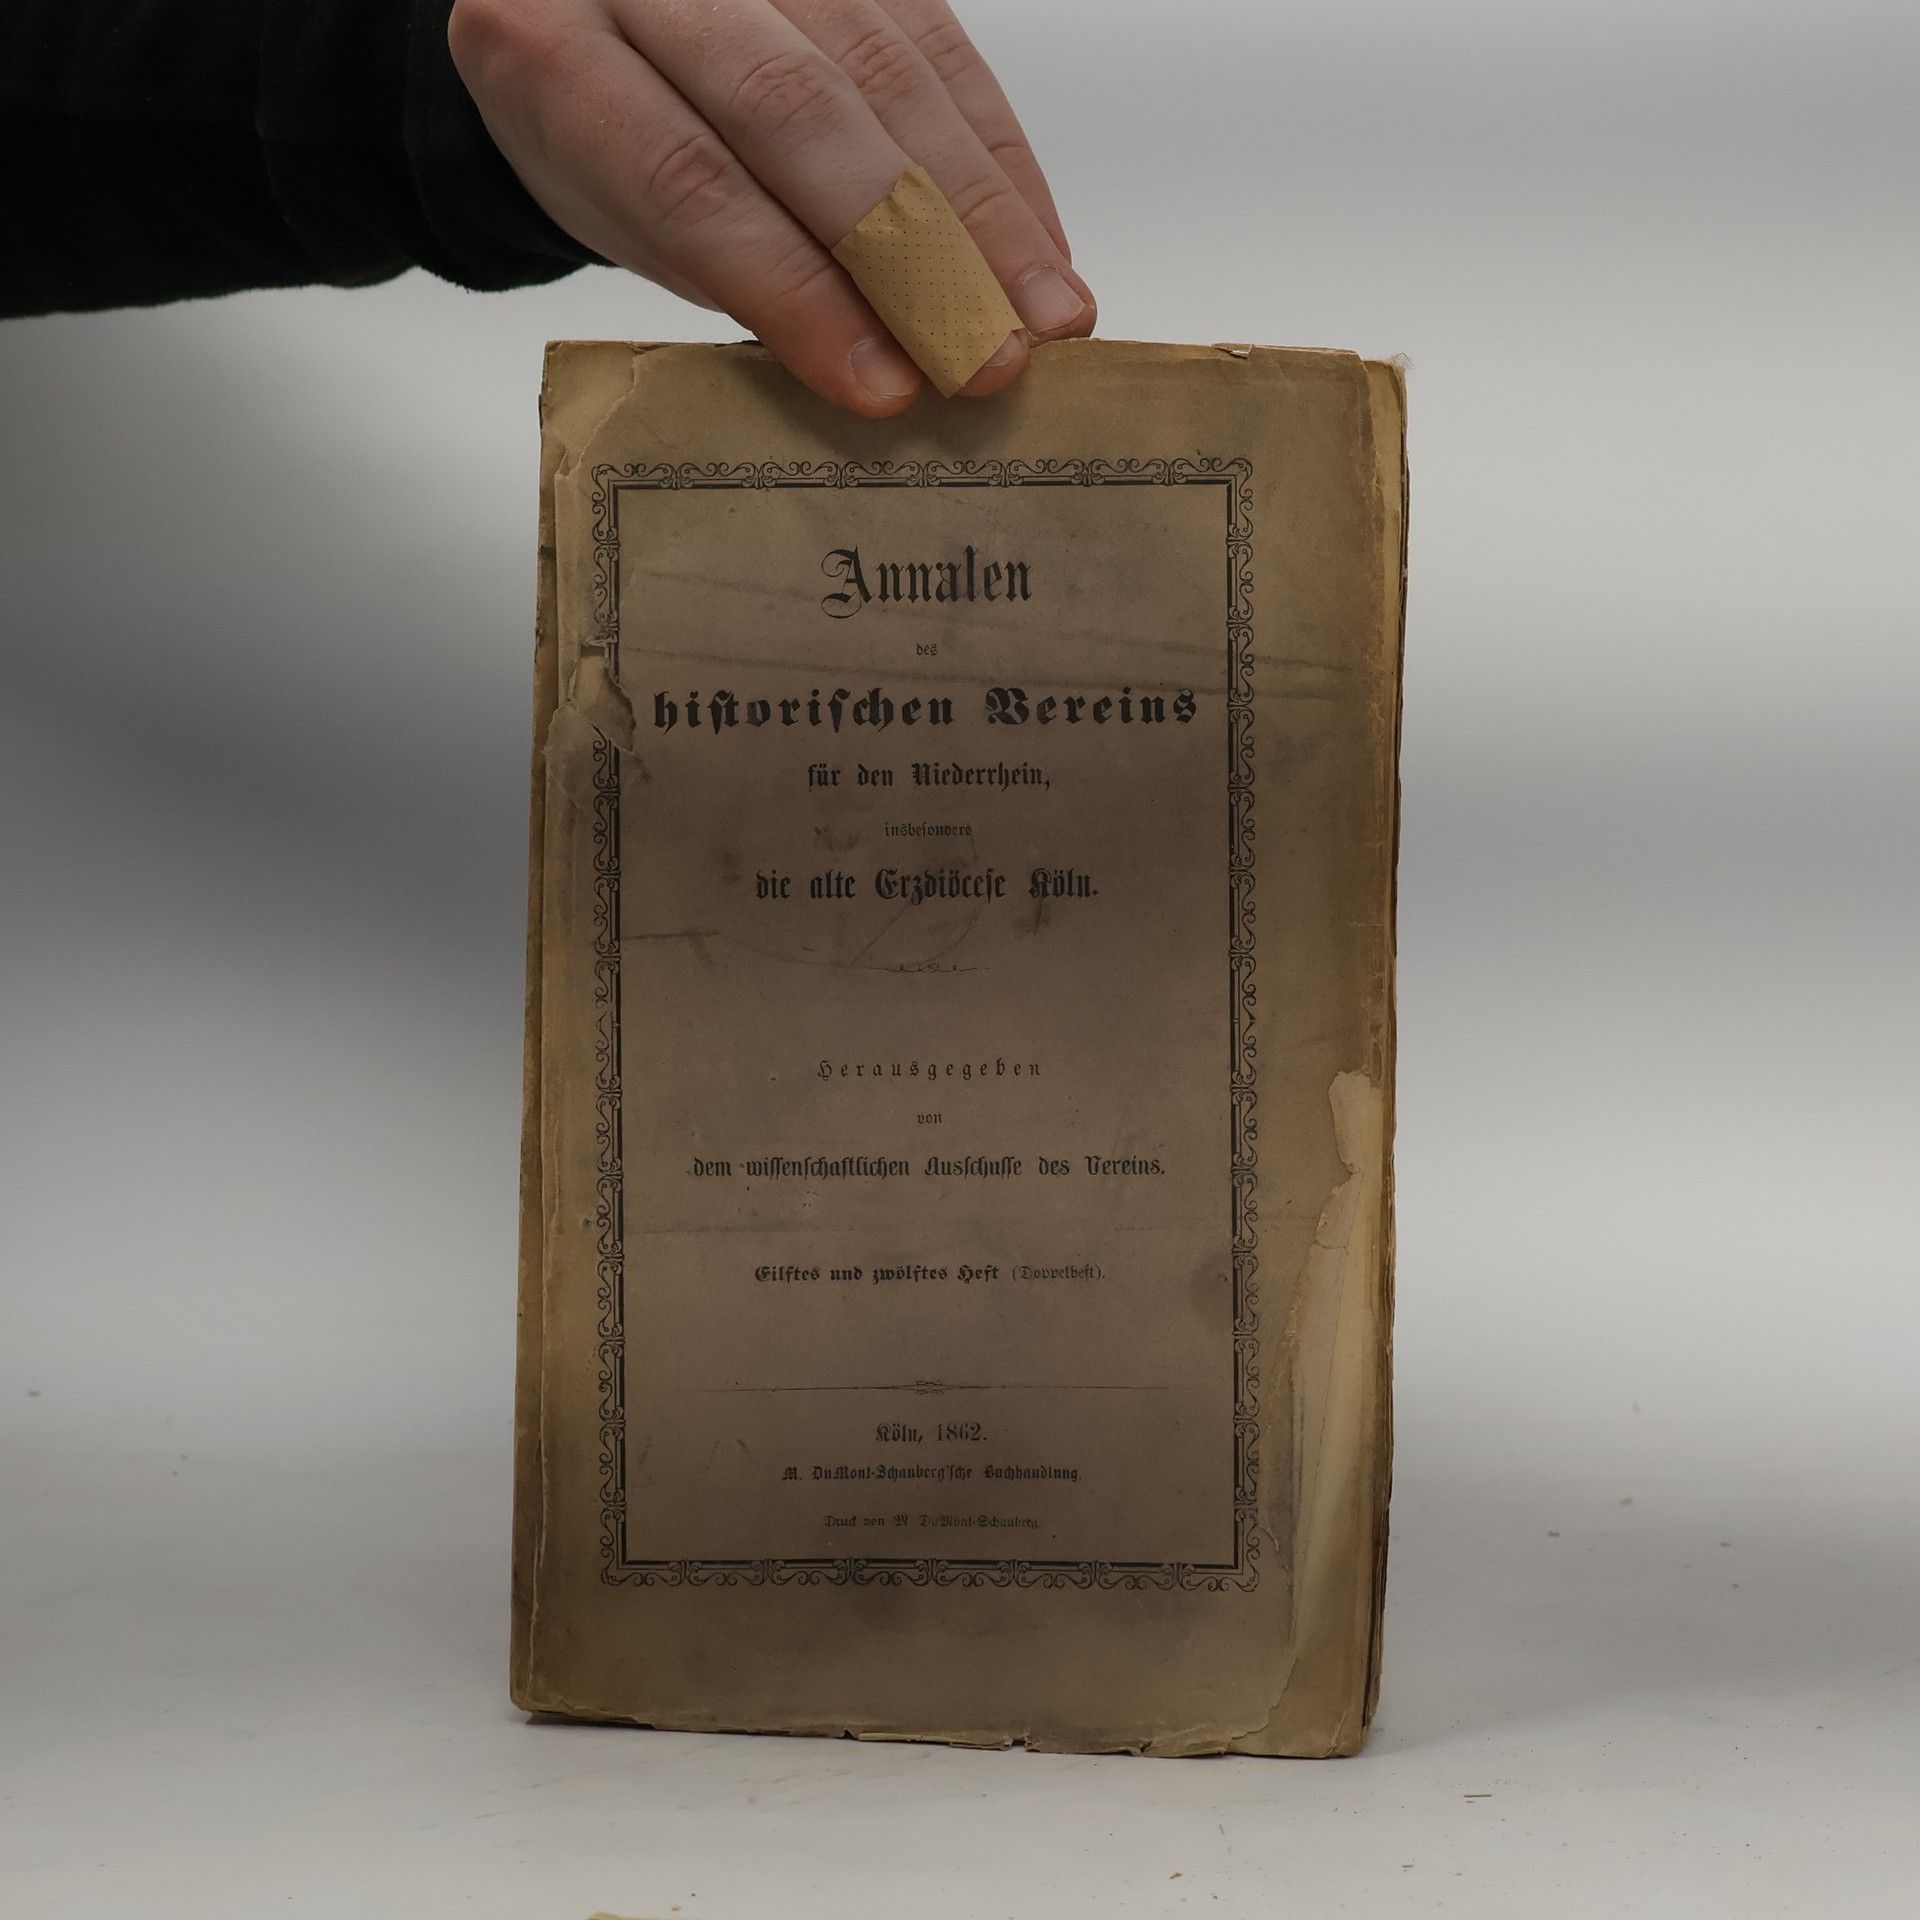 Annalen
des
historischen Vereins
für den Niederrhein,
insbesondere
die alte Erzdiöcese Köln.
Herausgegeben
von
dem wissenschaftlichen Ausschusse des Vereins.
Eilftes und zwölftes Heft (Doppelheft).
Köln, 1862.
M. DuMont-Schauberg'sche Buchhandlung.
Druck von M DuMont-Schauberg.